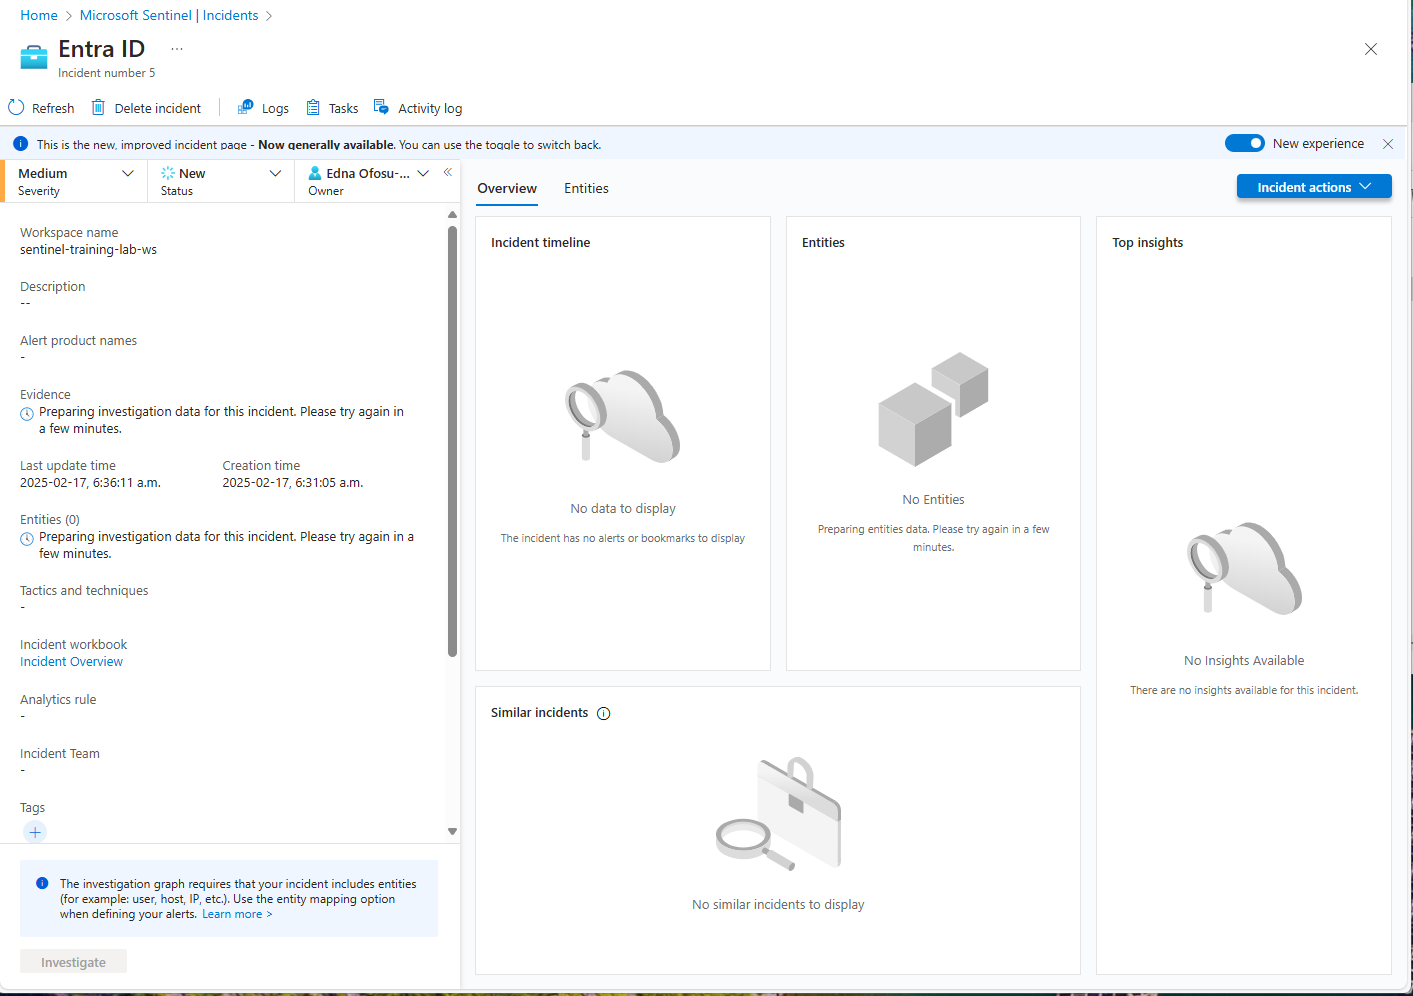 Home > Microsoft Sentinel | Incidents >
Entra ID ...
Incident number 5
Refresh Delete incident Logs Tasks Activity log
This is the new, improved incident page - Now generally available. You can use the toggle to switch back.
New experience
Medium
Severity
New
Status
Edna Ofosu-...
Owner
«
Workspace name
sentinel-training-lab-ws
Description
--
Alert product names
-
Evidence
Preparing investigation data for this incident. Please try again in
a few minutes.
Last update time
2025-02-17, 6:36:11 a.m.
Creation time
2025-02-17, 6:31:05 a.m.
Entities (0)
Preparing investigation data for this incident. Please try again in a
few minutes.
Tactics and techniques
-
Incident workbook
Incident Overview
Analytics rule
-
Incident Team
-
Tags
+
The investigation graph requires that your incident includes entities
(for example: user, host, IP, etc.). Use the entity mapping option
when defining your alerts. Learn more >
Investigate
Overview Entities
Incident actions
Incident timeline
No data to display
The incident has no alerts or bookmarks to display
Entities
No Entities
Preparing entities data. Please try again in a few
minutes.
Top insights
No Insights Available
There are no insights available for this incident.
Similar incidents
No similar incidents to display